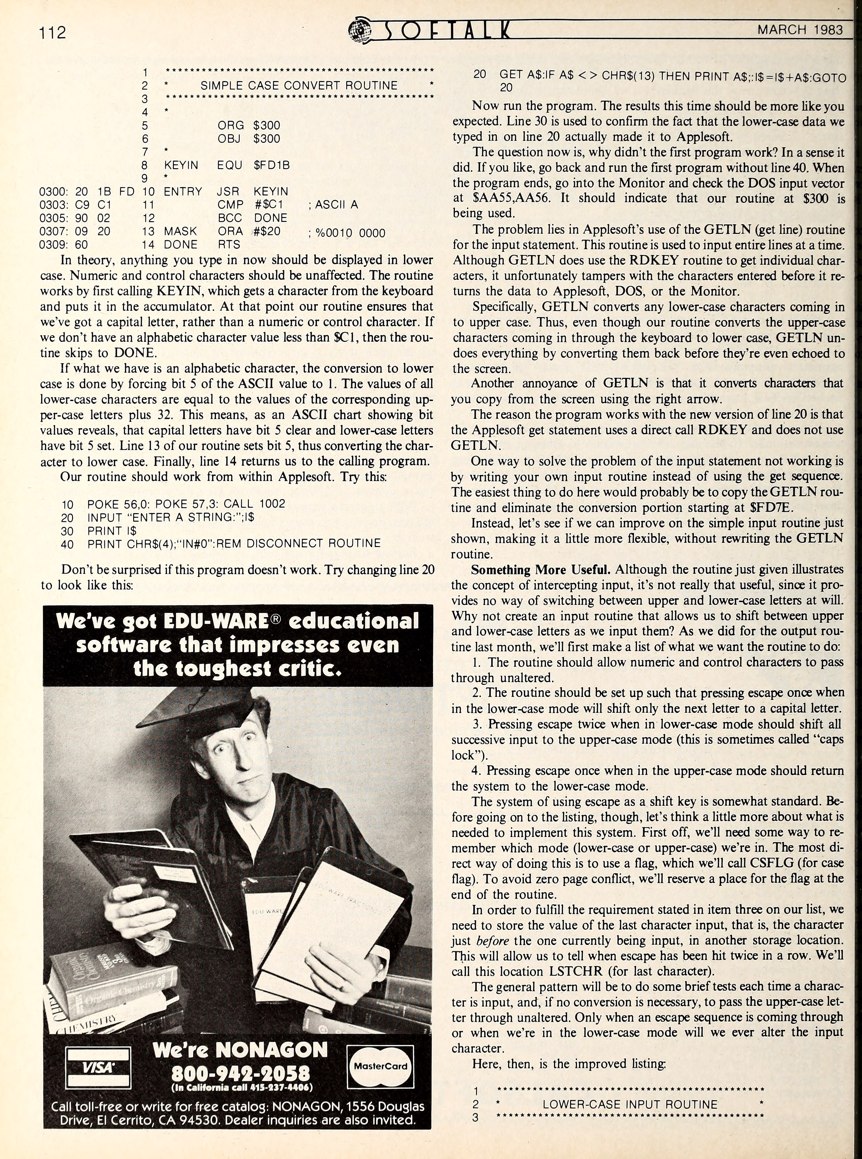 112
SOFTALK
MARCH 1983
1 ****************************************
2 * SIMPLE CASE CONVERT ROUTINE *
3 ****************************************
4 *
5 ORG $300
6 OBJ $300
7 *
8 KEYIN EQU $FD1B
9 *
0300: 20 1B FD 10 ENTRY JSR KEYIN
0303: C9 C1 11 CMP #$C1 ; ASCII A
0305: 90 02 12 BCC DONE
0307: 09 20 13 MASK ORA #$20 ; %0010 0000
0309: 60 14 DONE RTS
In theory, anything you type in now should be displayed in lower
case. Numeric and control characters should be unaffected. The routine
works by first calling KEYIN, which gets a character from the keyboard
and puts it in the accumulator. At that point our routine ensures that
we've got a capital letter, rather than a numeric or control character. If
we don't have an alphabetic character value less than $C1, then the rou-
tine skips to DONE.
If what we have is an alphabetic character, the conversion to lower
case is done by forcing bit 5 of the ASCII value to 1. The values of all
lower-case characters are equal to the values of the corresponding up-
per-case letters plus 32. This means, as an ASCII chart showing bit
values reveals, that capital letters have bit 5 clear and lower-case letters
have bit 5 set. Line 13 of our routine sets bit 5, thus converting the char-
acter to lower case. Finally, line 14 returns us to the calling program.
Our routine should work from within Applesoft. Try this:
10 POKE 56,0: POKE 57,3: CALL 1002
20 INPUT "ENTER A STRING:";I$
30 PRINT I$
40 PRINT CHR$(4);"IN#0":REM DISCONNECT ROUTINE
Don't be surprised if this program doesn't work. Try changing line 20
to look like this:
We've got EDU-WARE® educational
software that impresses even
the toughest critic.
EDU-WARE
Organic Chemistry
CHEMISTRY
VISA
We're NONAGON
800-942-2058
(In California call 415-237-4406)
MasterCard
Call toll-free or write for free catalog: NONAGON, 1556 Douglas
Drive, El Cerrito, CA 94530. Dealer inquiries are also invited.
20 GET A$:IF A$ < > CHR$(13) THEN PRINT A$;:I$=I$+A$:GOTO
20
Now run the program. The results this time should be more like you
expected. Line 30 is used to confirm the fact that the lower-case data we
typed in on line 20 actually made it to Applesoft.
The question now is, why didn't the first program work? In a sense it
did. If you like, go back and run the first program without line 40. When
the program ends, go into the Monitor and check the DOS input vector
at $AA55,AA56. It should indicate that our routine at $300 is
being used.
The problem lies in Applesoft's use of the GETLN (get line) routine
for the input statement. This routine is used to input entire lines at a time.
Although GETLN does use the RDKEY routine to get individual char-
acters, it unfortunately tampers with the characters entered before it re-
turns the data to Applesoft, DOS, or the Monitor.
Specifically, GETLN converts any lower-case characters coming in
to upper case. Thus, even though our routine converts the upper-case
characters coming in through the keyboard to lower case, GETLN un-
does everything by converting them back before they're even echoed to
the screen.
Another annoyance of GETLN is that it converts characters that
you copy from the screen using the right arrow.
The reason the program works with the new version of line 20 is that
the Applesoft get statement uses a direct call RDKEY and does not use
GETLN.
One way to solve the problem of the input statement not working is
by writing your own input routine instead of using the get sequence.
The easiest thing to do here would probably be to copy the GETLN rou-
tine and eliminate the conversion portion starting at $FD7E.
Instead, let's see if we can improve on the simple input routine just
shown, making it a little more flexible, without rewriting the GETLN
routine.
Something More Useful. Although the routine just given illustrates
the concept of intercepting input, it's not really that useful, since it pro-
vides no way of switching between upper and lower-case letters at will.
Why not create an input routine that allows us to shift between upper
and lower-case letters as we input them? As we did for the output rou-
tine last month, we'll first make a list of what we want the routine to do:
1. The routine should allow numeric and control characters to pass
through unaltered.
2. The routine should be set up such that pressing escape once when
in the lower-case mode will shift only the next letter to a capital letter.
3. Pressing escape twice when in lower-case mode should shift all
successive input to the upper-case mode (this is sometimes called "caps
lock").
4. Pressing escape once when in the upper-case mode should return
the system to the lower-case mode.
The system of using escape as a shift key is somewhat standard. Be-
fore going on to the listing, though, let's think a little more about what is
needed to implement this system. First off, we'll need some way to re-
member which mode (lower-case or upper-case) we're in. The most di-
rect way of doing this is to use a flag, which we'll call CSFLG (for case
flag). To avoid zero page conflict, we'll reserve a place for the flag at the
end of the routine.
In order to fulfill the requirement stated in item three on our list, we
need to store the value of the last character input, that is, the character
just before the one currently being input, in another storage location.
This will allow us to tell when escape has been hit twice in a row. We'll
call this location LSTCHR (for last character).
The general pattern will be to do some brief tests each time a charac-
ter is input, and, if no conversion is necessary, to pass the upper-case let-
ter through unaltered. Only when an escape sequence is coming through
or when we're in the lower-case mode will we ever alter the input
character.
Here, then, is the improved listing:
1 ****************************************
2 * LOWER-CASE INPUT ROUTINE *
3 ****************************************